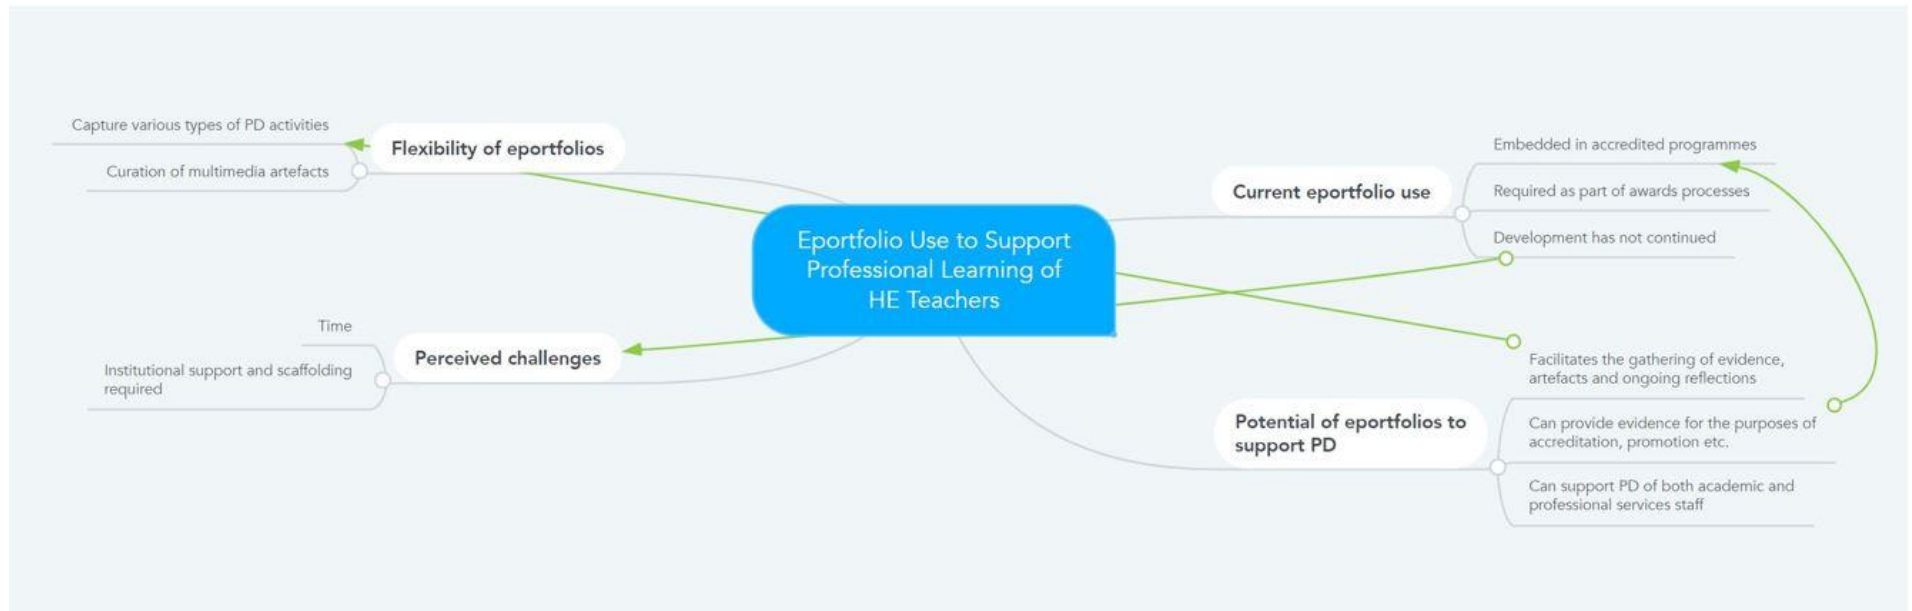 Eportfolio Use to Support
Professional Learning of
HE Teachers
Flexibility of eportfolios
Capture various types of PD activities
Curation of multimedia artefacts
Perceived challenges
Time
Institutional support and scaffolding
required
Current eportfolio use
Embedded in accredited programmes
Required as part of awards processes
Development has not continued
Potential of eportfolios to
support PD
Facilitates the gathering of evidence,
artefacts and ongoing reflections
Can provide evidence for the purposes of
accreditation, promotion etc.
Can support PD of both academic and
professional services staff